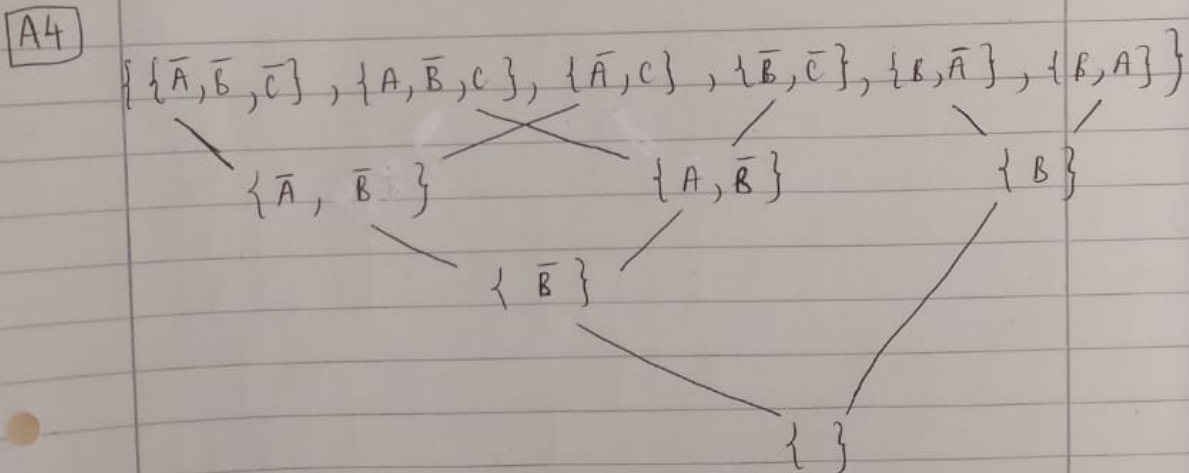 A4
{ {A̅, B̅, C̅}, {A, B̅, C}, {A̅, C}, {B̅, C̅}, {B, A̅}, {B, A} }
{A̅, B̅} {A, B̅} {B}
{B̅}
{ }